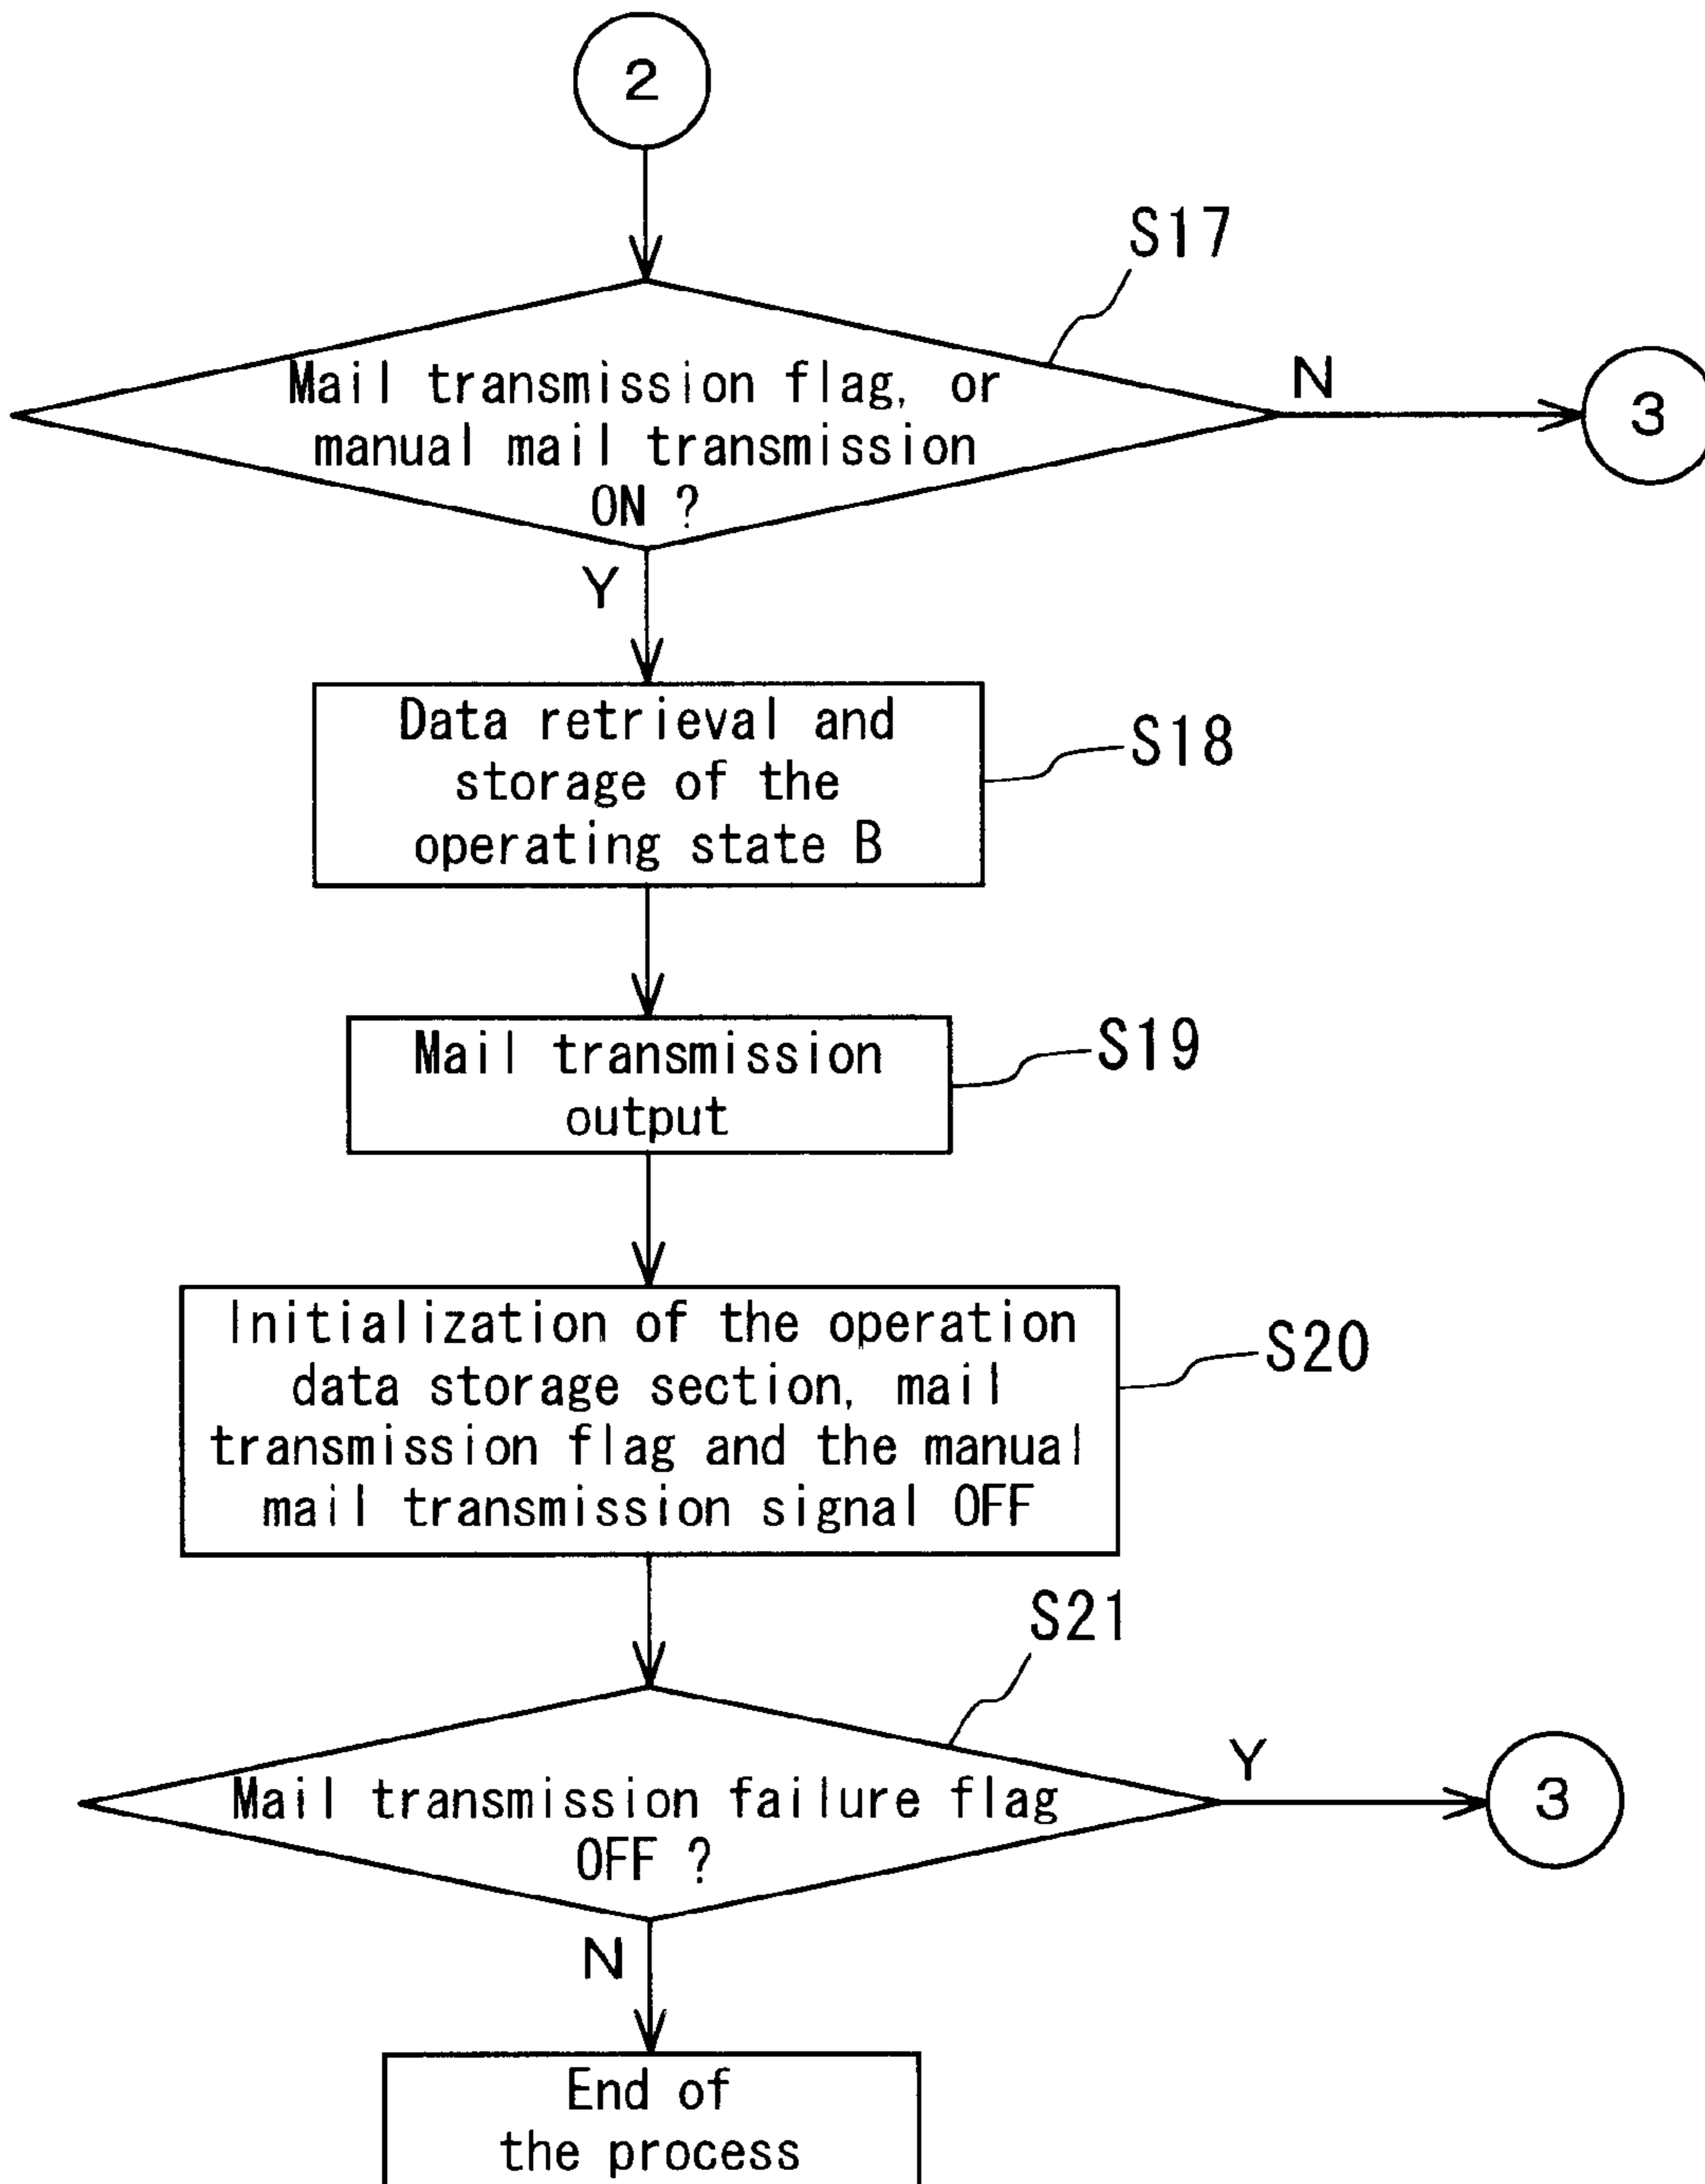 2
S17
Mail transmission flag, or
manual mail transmission
ON ?
N
3
Y
Data retrieval and
storage of the
operating state B
S18
Mail transmission
output
S19
Initialization of the operation
data storage section, mail
transmission flag and the manual
mail transmission signal OFF
S20
S21
Mail transmission failure flag
OFF ?
Y
3
N
End of
the process